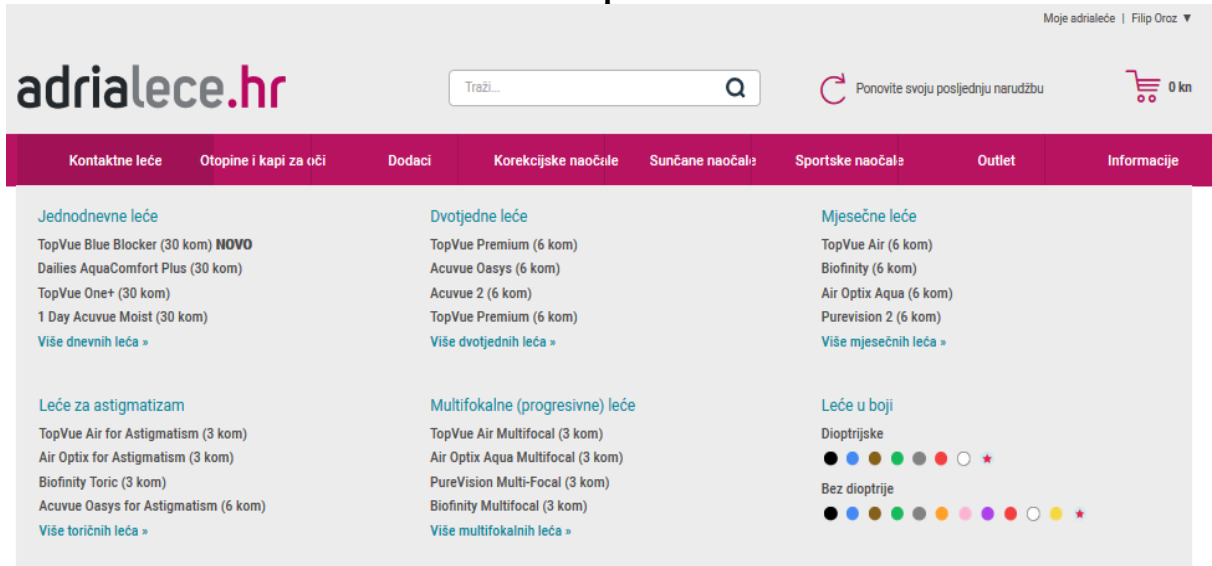 Moje adrialeće | Filip Oroz ▼
adrialece.hr
Traži...
Ponovite svoju posljednju narudžbu
0 kn
Kontaktne leće Otopine i kapi za oči Dodaci Korekcijske naočale Sunčane naočale Sportske naočale Outlet Informacije
Jednodnevne leće
TopVue Blue Blocker (30 kom) NOVO
Dailies AquaComfort Plus (30 kom)
TopVue One+ (30 kom)
1 Day Acuvue Moist (30 kom)
Više dnevnih leća »
Dvotjedne leće
TopVue Premium (6 kom)
Acuvue Oasys (6 kom)
Acuvue 2 (6 kom)
TopVue Premium (6 kom)
Više dvotjednih leća »
Mjesečne leće
TopVue Air (6 kom)
Biofinity (6 kom)
Air Optix Aqua (6 kom)
Purevision 2 (6 kom)
Više mjesečnih leća »
Leće za astigmatizam
TopVue Air for Astigmatism (3 kom)
Air Optix for Astigmatism (3 kom)
Biofinity Toric (3 kom)
Acuvue Oasys for Astigmatism (6 kom)
Više toričnih leća »
Multifokalne (progresivne) leće
TopVue Air Multifocal (3 kom)
Air Optix Aqua Multifocal (3 kom)
PureVision Multi-Focal (3 kom)
Biofinity Multifocal (3 kom)
Više multifokalnih leća »
Leće u boji
Dioptrijske
Bez dioptrije